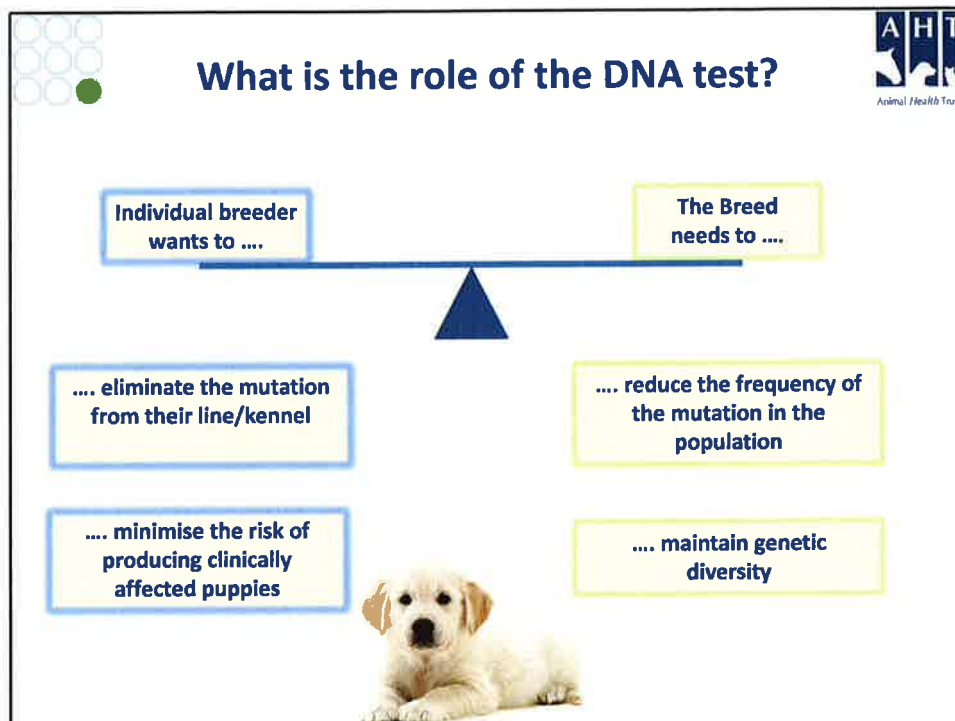 What is the role of the DNA test?
A H T
Animal Health Tru
Individual breeder
wants to ....
The Breed
needs to ....
.... eliminate the mutation
from their line/kennel
.... reduce the frequency of
the mutation in the
population
.... minimise the risk of
producing clinically
affected puppies
.... maintain genetic
diversity